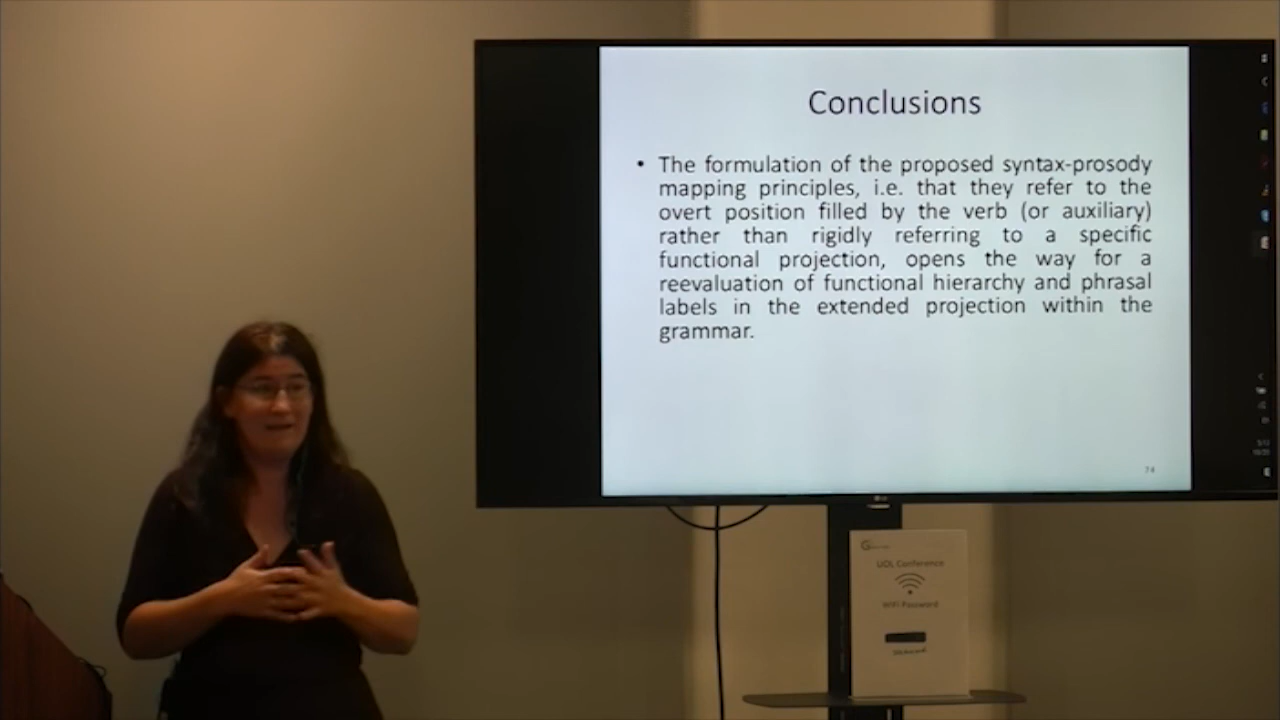 Conclusions
• The formulation of the proposed syntax-prosody
mapping principles, i.e. that they refer to the
overt position filled by the verb (or auxiliary)
rather than rigidly referring to a specific
functional projection, opens the way for a
reevaluation of functional hierarchy and phrasal
labels in the extended projection within the
grammar.
74
LG
UOL Conference
WiFi Password